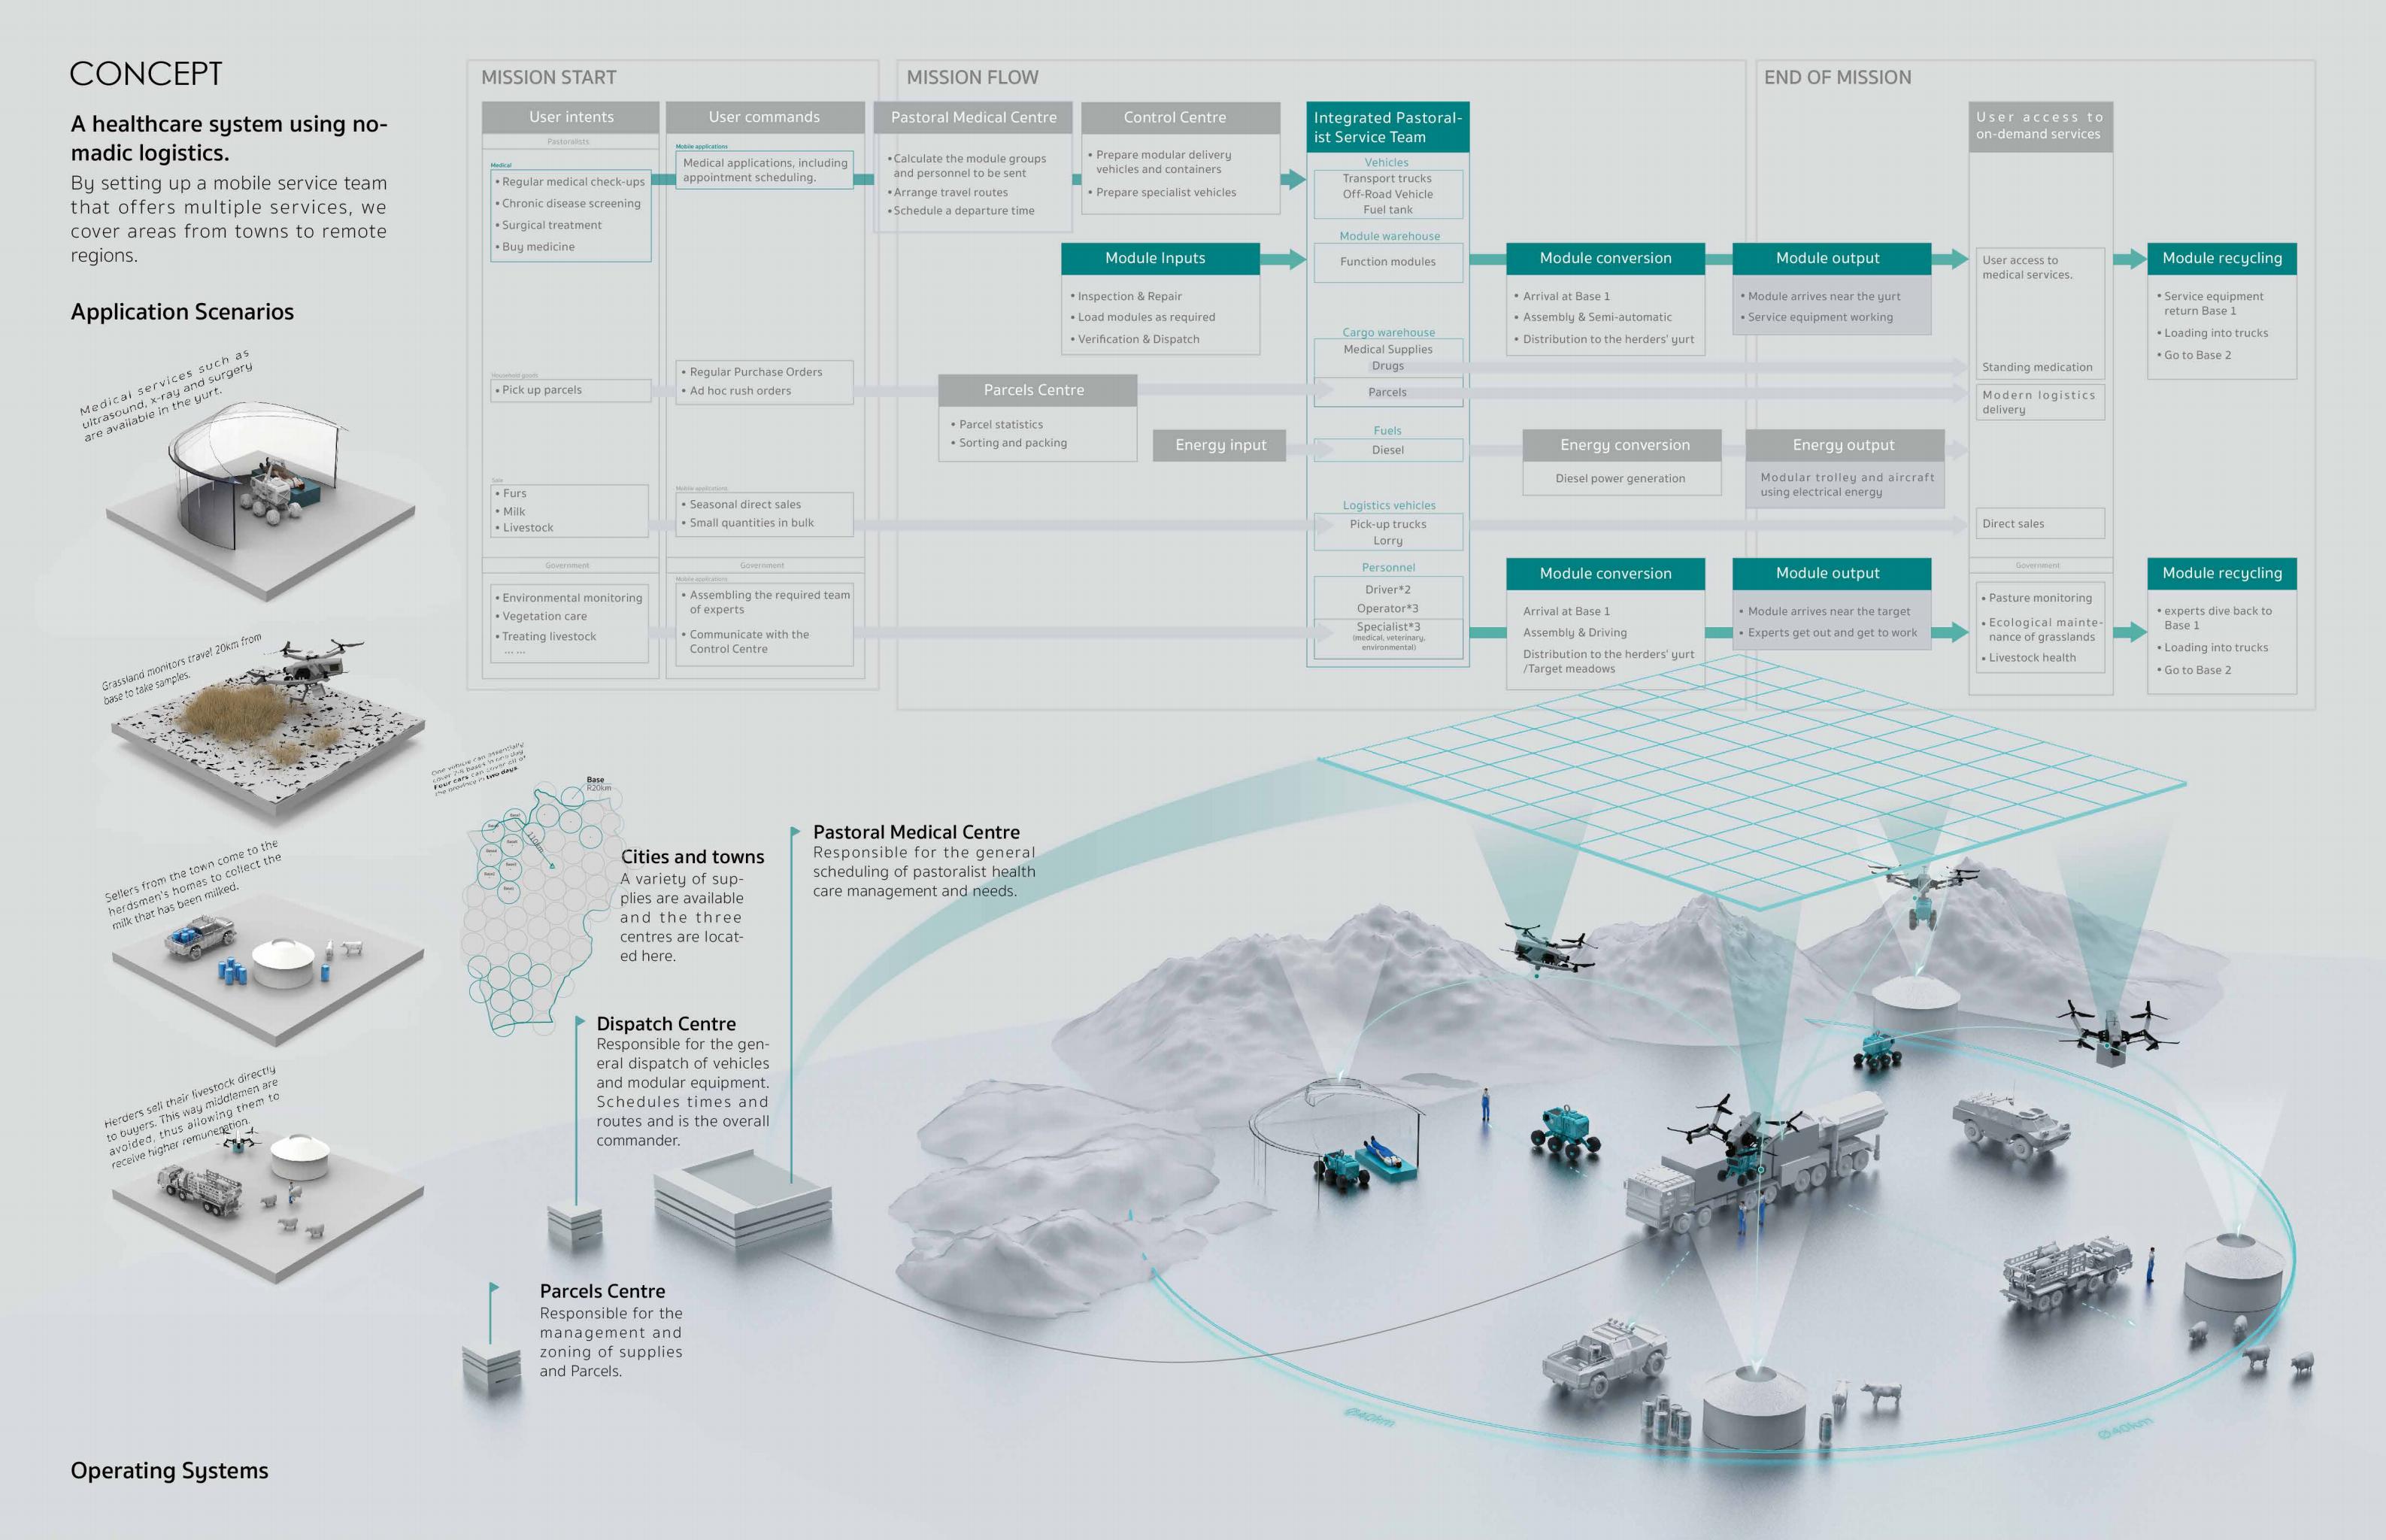 CONCEPT
A healthcare system using no-
madic logistics.
By setting up a mobile service team
that offers multiple services, we
cover areas from towns to remote
regions.
Application Scenarios
Medical services such as
ultrasound, x-ray and surgery
are available in the yurt.
Grassland monitors travel 20km from
base to take samples.
Sellers from the town come to the
herdsmen's homes to collect the
milk that has been milked.
Herders sell their livestock directly
to buyers. This way middlemen are
avoided, thus allowing them to
receive higher remuneration.
Operating Systems
MISSION START
User intents
Pastoralists
Medical
• Regular medical check-ups
• Chronic disease screening
• Surgical treatment
• Buy medicine
Household goods
• Pick up parcels
Sale
• Furs
• Milk
• Livestock
Government
• Environmental monitoring
• Vegetation care
• Treating livestock
... ...
User commands
Mobile applications
Medical applications, including
appointment scheduling.
• Regular Purchase Orders
• Ad hoc rush orders
Mobile applications
• Seasonal direct sales
• Small quantities in bulk
Government
Mobile applications
• Assembling the required team
of experts
• Communicate with the
Control Centre
MISSION FLOW
Pastoral Medical Centre
• Calculate the module groups
and personnel to be sent
• Arrange travel routes
• Schedule a departure time
Control Centre
• Prepare modular delivery
vehicles and containers
• Prepare specialist vehicles
Module Inputs
• Inspection & Repair
• Load modules as required
• Verification & Dispatch
Parcels Centre
• Parcel statistics
• Sorting and packing
Energy input
Integrated Pastoral-
ist Service Team
Vehicles
Transport trucks
Off-Road Vehicle
Fuel tank
Module warehouse
Function modules
Cargo warehouse
Medical Supplies
Drugs
Parcels
Fuels
Diesel
Logistics vehicles
Pick-up trucks
Lorry
Personnel
Driver*2
Operator*3
Specialist*3
(medical, veterinary,
environmental)
Module conversion
• Arrival at Base 1
• Assembly & Semi-automatic
• Distribution to the herders' yurt
Energy conversion
Diesel power generation
Module conversion
Arrival at Base 1
Assembly & Driving
Distribution to the herders' yurt
/Target meadows
END OF MISSION
Module output
• Module arrives near the yurt
• Service equipment working
Energy output
Modular trolley and aircraft
using electrical energy
Module output
• Module arrives near the target
• Experts get out and get to work
User access to
on-demand services
User access to
medical services.
Standing medication
Modern logistics
delivery
Direct sales
Government
• Pasture monitoring
• Ecological mainte-
nance of grasslands
• Livestock health
Module recycling
• Service equipment
return Base 1
• Loading into trucks
• Go to Base 2
Module recycling
• experts dive back to
Base 1
• Loading into trucks
• Go to Base 2
One vehicle can essentially
Four cars can cover all of
the province in two days.
Base
R20km
Cities and towns
A variety of sup-
plies are available
and the three
centres are locat-
ed here.
Pastoral Medical Centre
Responsible for the general
scheduling of pastoralist health
care management and needs.
Dispatch Centre
Responsible for the gen-
eral dispatch of vehicles
and modular equipment.
Schedules times and
routes and is the overall
commander.
Parcels Centre
Responsible for the
management and
zoning of supplies
and Parcels.
Ø40km
Ø40km